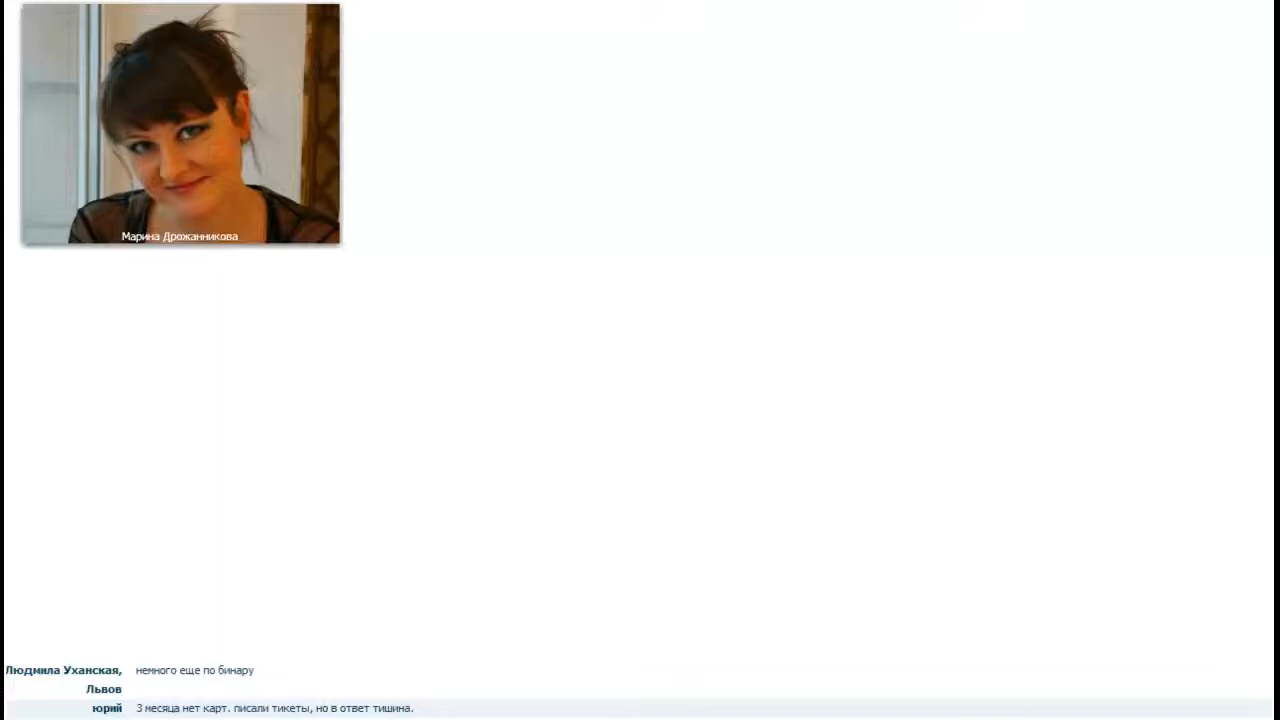 Марина Дрожанникова
Людмила Уханская, немного еще по бинару
Львов
юрий 3 месяца нет карт. писали тикеты, но в ответ тишина.